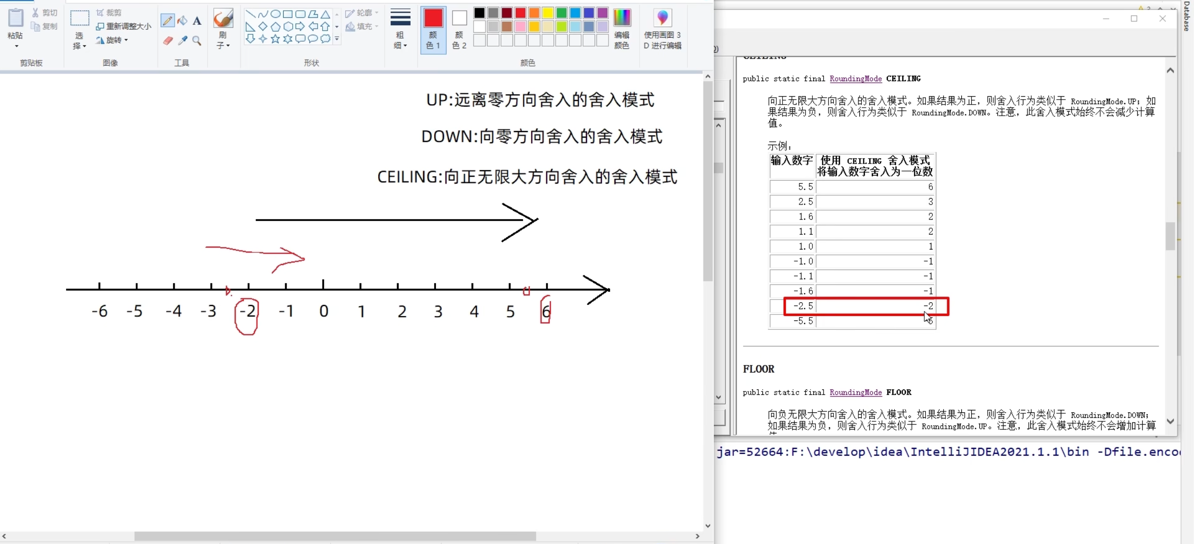 剪切
复制
粘贴
剪贴板
裁剪
重新调整大小
旋转
选
择
图像
A
工具
刷
子
轮廓
填充
形状
粗
细
颜
色 1
颜
色 2
颜色
编辑
颜色
使用画图 3
D 进行编辑
UP:远离零方向舍入的舍入模式
DOWN:向零方向舍入的舍入模式
CEILING:向正无限大方向舍入的舍入模式
-6 -5 -4 -3 -2 -1 0 1 2 3 4 5 6
Database
CEILING
public static final RoundingMode CEILING
向正无限大方向舍入的舍入模式。如果结果为正，则舍入行为类似于 RoundingMode.UP；如
果结果为负，则舍入行为类似于 RoundingMode.DOWN。注意，此舍入模式始终不会减少计算
值。
示例：
输入数字 使用 CEILING 舍入模式
将输入数字舍入为一位数
5.5 6
2.5 3
1.6 2
1.1 2
1.0 1
-1.0 -1
-1.1 -1
-1.6 -1
-2.5 -2
-5.5 -5
FLOOR
public static final RoundingMode FLOOR
向负无限大方向舍入的舍入模式。如果结果为正，则舍入行为类似于 RoundingMode.DOWN；
如果结果为负，则舍入行为类似于 RoundingMode.UP。注意，此舍入模式始终不会增加计算
jar=52664:F:\develop\idea\IntelliJIDEA2021.1.1\bin -Dfile.enco